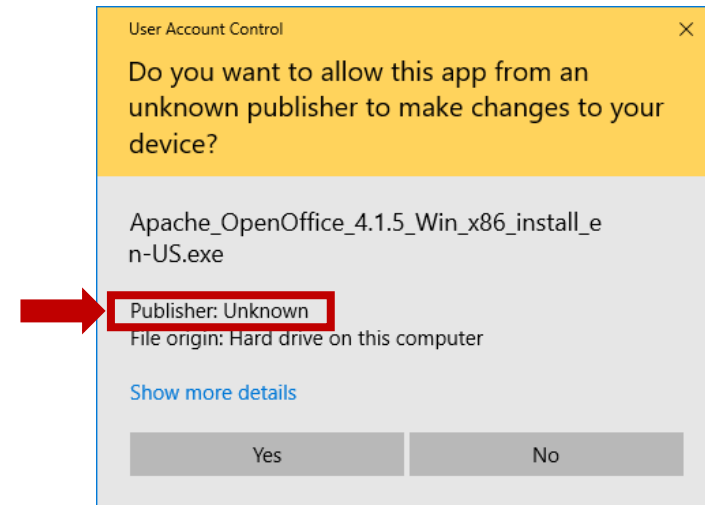 User Account Control
Do you want to allow this app from an
unknown publisher to make changes to your
device?
Apache_OpenOffice_4.1.5_Win_x86_install_e
n-US.exe
Publisher: Unknown
File origin: Hard drive on this computer
Show more details
Yes
No